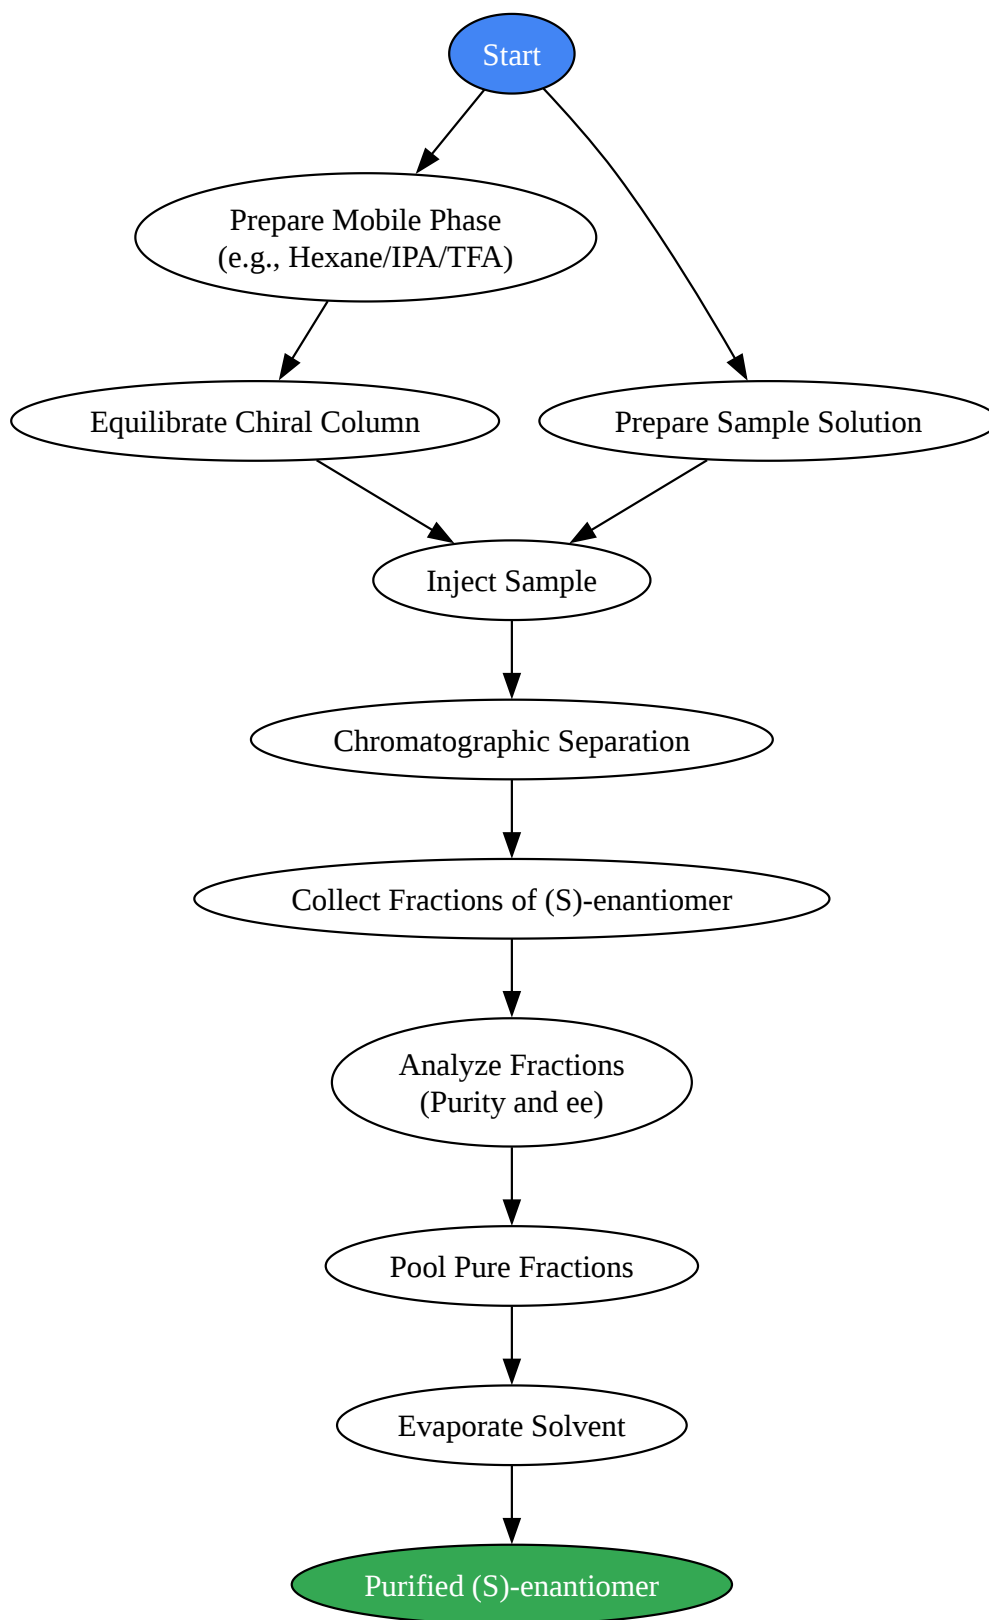 Start
Prepare Mobile Phase
(e.g., Hexane/IPA/TFA)
Equilibrate Chiral Column
Prepare Sample Solution
Inject Sample
Chromatographic Separation
Collect Fractions of (S)-enantiomer
Analyze Fractions
(Purity and ee)
Pool Pure Fractions
Evaporate Solvent
Purified (S)-enantiomer